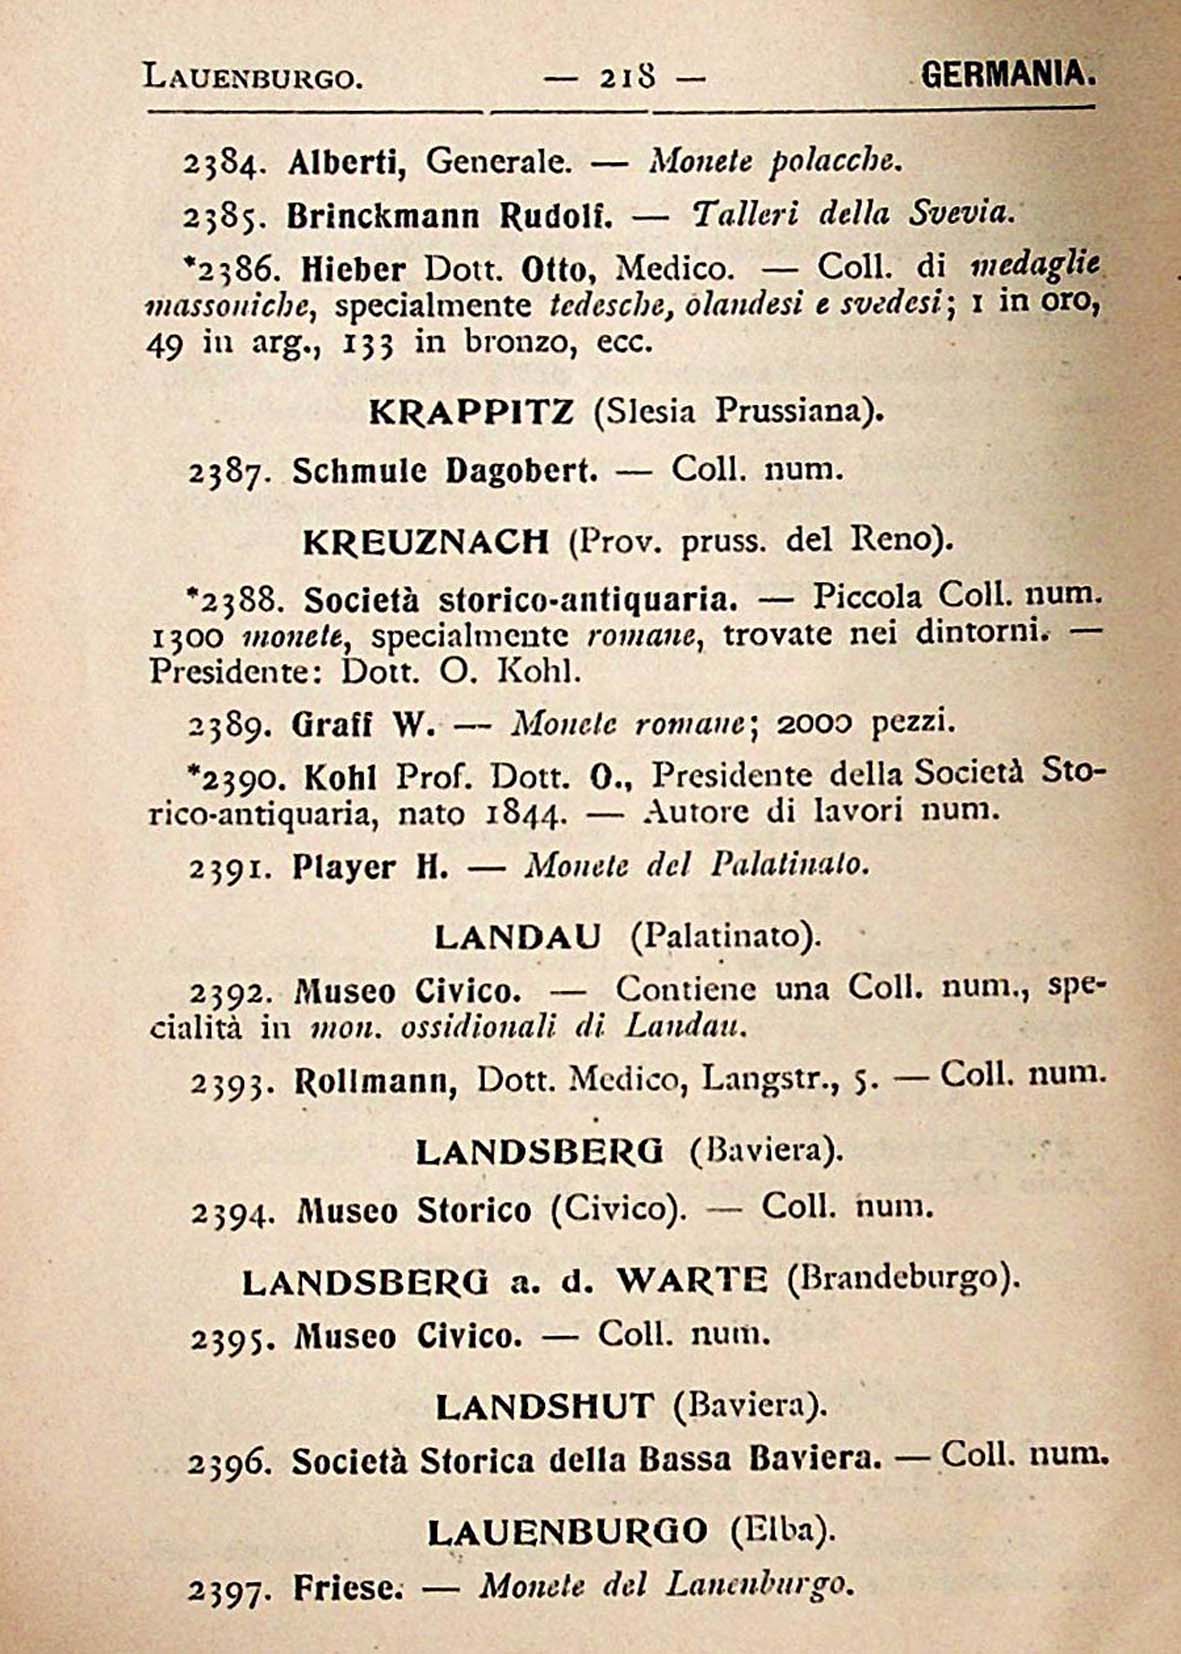 LAUENBURGO. — 218 — GERMANIA.
2384. Alberti, Generale. — Monete polacche.
2385. Brinckmann Rudolf. — Talleri della Svevia.
*2386. Hieber Dott. Otto, Medico. — Coll. di medaglie
massoniche, specialmente tedesche, olandesi e svedesi; 1 in oro,
49 in arg., 133 in bronzo, ecc.
KRAPPITZ (Slesia Prussiana).
2387. Schmule Dagobert. — Coll. num.
KREUZNACH (Prov. pruss. del Reno).
*2388. Società storico-antiquaria. — Piccola Coll. num.
1300 monete, specialmente romane, trovate nei dintorni. —
Presidente: Dott. O. Kohl.
2389. Graff W. — Monete romane; 2000 pezzi.
*2390. Kohl Prof. Dott. O., Presidente della Società Sto-
rico-antiquaria, nato 1844. — Autore di lavori num.
2391. Player H. — Monete del Palatinato.
LANDAU (Palatinato).
2392. Museo Civico. — Contiene una Coll. num., spe-
cialità in mon. ossidionali di Landau.
2393. Rollmann, Dott. Medico, Langstr., 5. — Coll. num.
LANDSBERG (Baviera).
2394. Museo Storico (Civico). — Coll. num.
LANDSBERG a. d. WARTE (Brandeburgo).
2395. Museo Civico. — Coll. num.
LANDSHUT (Baviera).
2396. Società Storica della Bassa Baviera. — Coll. num.
LAUENBURGO (Elba).
2397. Friese. — Monete del Lauenburgo.